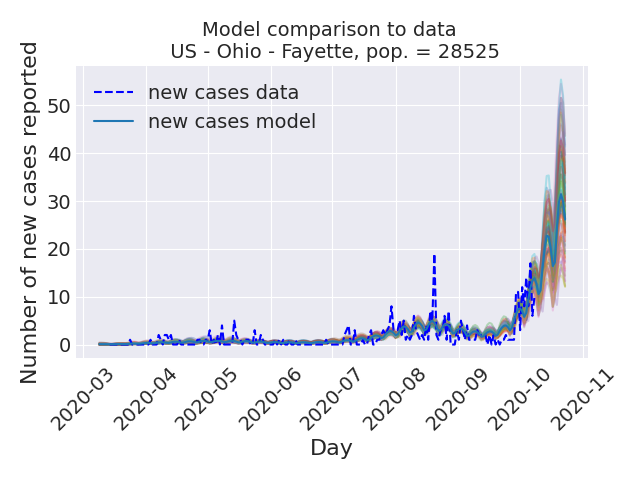 Model comparison to data
US - Ohio - Fayette, pop. = 28525
new cases data
new cases model
Number of new cases reported
50
40
30
20
10
0
2020-03
2020-04
2020-05
2020-06
2020-07
2020-08
2020-09
2020-10
2020-11
Day